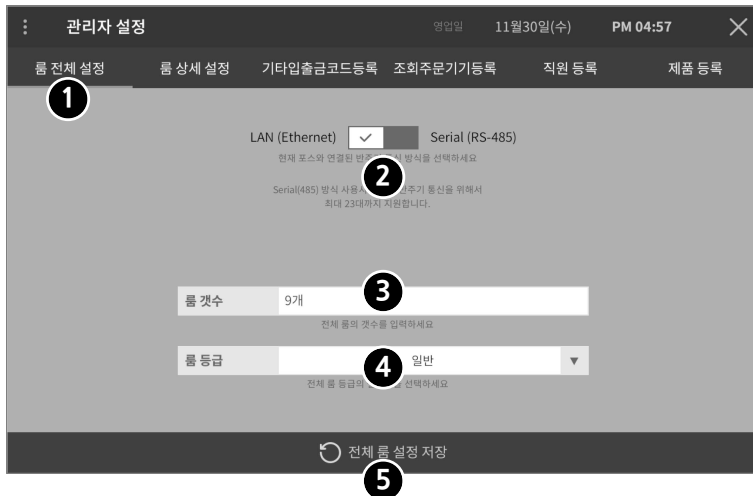 관리자 설정 영업일 11월30일(수) PM 04:57
룸 전체 설정 룸 상세 설정 기타입출금코드등록 조회주문기기등록 직원 등록 제품 등록
1
LAN (Ethernet) Serial (RS-485)
현재 포스와 연결된 방식을 선택하세요
2
Serial(485) 방식 통신을 위해서
최대 23대까지 지원합니다.
룸 갯수 9개
3
전체 룸의 갯수를 입력하세요
룸 등급 일반
4
전체 룸 등급의 선택하세요
전체 룸 설정 저장
5